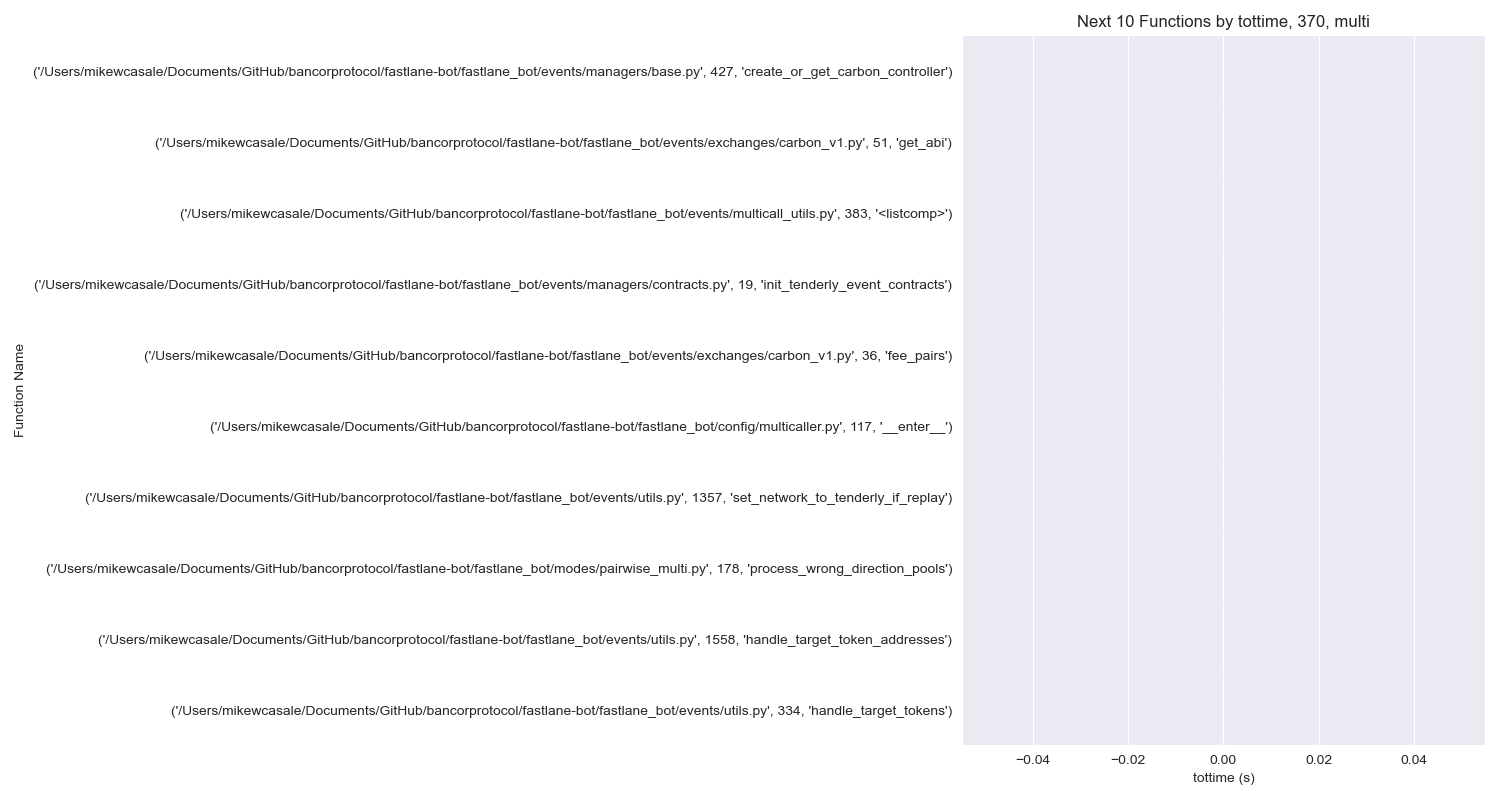 Next 10 Functions by tottime, 370, multi
('/Users/mikewcasale/Documents/GitHub/bancorprotocol/fastlane-bot/fastlane_bot/events/managers/base.py', 427, 'create_or_get_carbon_controller')
('/Users/mikewcasale/Documents/GitHub/bancorprotocol/fastlane-bot/fastlane_bot/events/exchanges/carbon_v1.py', 51, 'get_abi')
('/Users/mikewcasale/Documents/GitHub/bancorprotocol/fastlane-bot/fastlane_bot/events/multicall_utils.py', 383, '<listcomp>')
('/Users/mikewcasale/Documents/GitHub/bancorprotocol/fastlane-bot/fastlane_bot/events/managers/contracts.py', 19, 'init_tenderly_event_contracts')
('/Users/mikewcasale/Documents/GitHub/bancorprotocol/fastlane-bot/fastlane_bot/events/exchanges/carbon_v1.py', 36, 'fee_pairs')
('/Users/mikewcasale/Documents/GitHub/bancorprotocol/fastlane-bot/fastlane_bot/config/multicaller.py', 117, '__enter__')
('/Users/mikewcasale/Documents/GitHub/bancorprotocol/fastlane-bot/fastlane_bot/events/utils.py', 1357, 'set_network_to_tenderly_if_replay')
('/Users/mikewcasale/Documents/GitHub/bancorprotocol/fastlane-bot/fastlane_bot/modes/pairwise_multi.py', 178, 'process_wrong_direction_pools')
('/Users/mikewcasale/Documents/GitHub/bancorprotocol/fastlane-bot/fastlane_bot/events/utils.py', 1558, 'handle_target_token_addresses')
('/Users/mikewcasale/Documents/GitHub/bancorprotocol/fastlane-bot/fastlane_bot/events/utils.py', 334, 'handle_target_tokens')
Function Name
−0.04 −0.02 0.00 0.02 0.04
tottime (s)